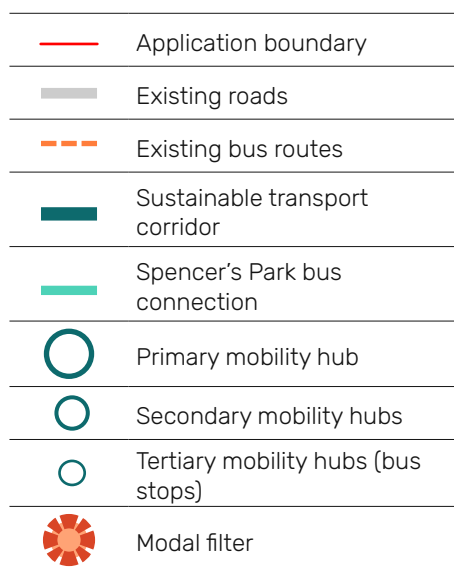 Application boundary
Existing roads
Existing bus routes
Sustainable transport
corridor
Spencer’s Park bus
connection
Primary mobility hub
Secondary mobility hubs
Tertiary mobility hubs (bus
stops)
Modal filter